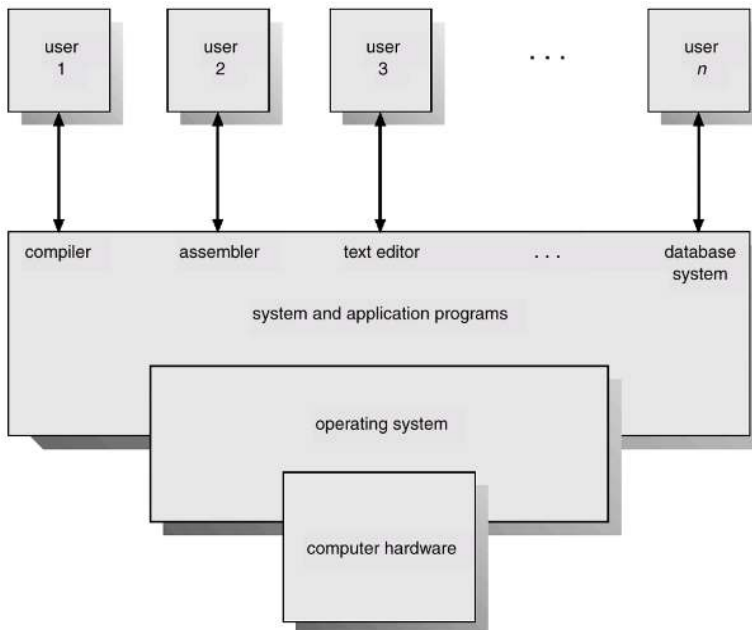 user
1
user
2
user
3
. . .
user
n
compiler
assembler
text editor
. . .
database
system
system and application programs
operating system
computer hardware